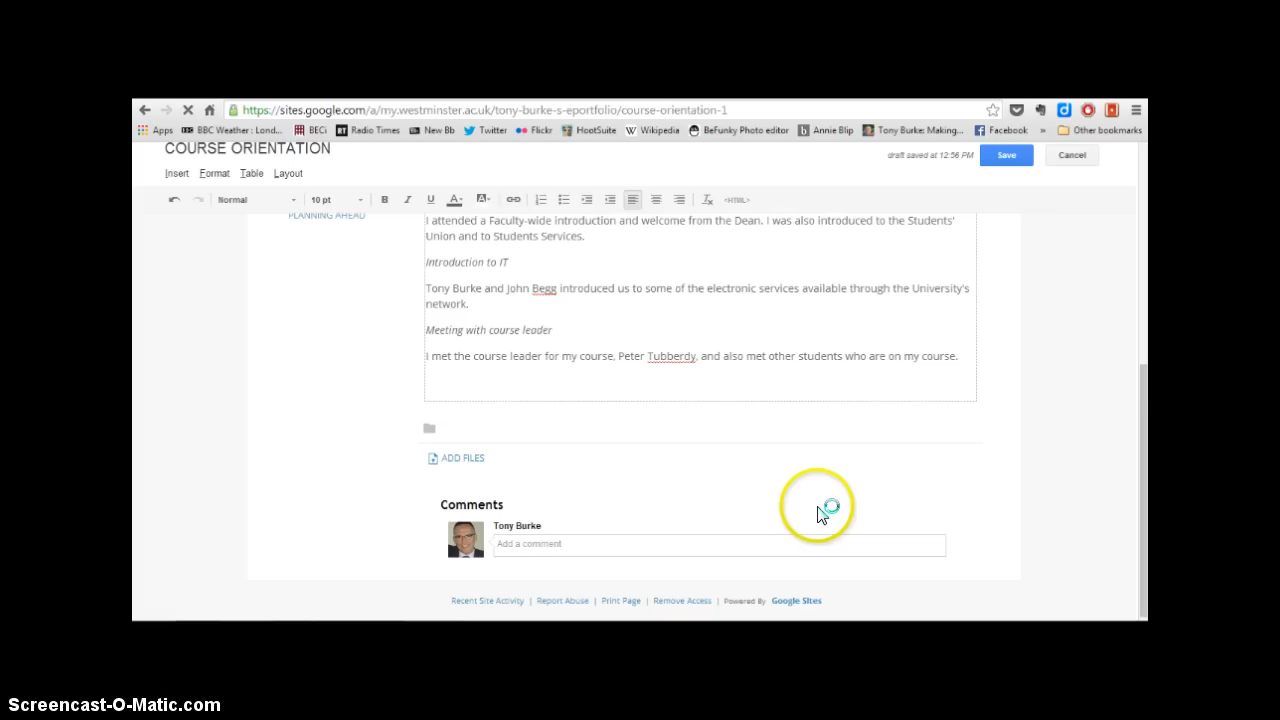 https://sites.google.com/a/my.westminster.ac.uk/tony-burke-s-eportfolio/course-orientation-1
Apps BBC Weather : Lond... BECi Radio Times New Bb Twitter Flickr HootSuite Wikipedia BeFunky Photo editor Annie Blip Tony Burke: Making... Facebook » Other bookmarks
COURSE ORIENTATION
draft saved at 12:56 PM Save Cancel
Insert Format Table Layout
Normal 10 pt B I U A A <HTML>
PLANNING AHEAD
I attended a Faculty-wide introduction and welcome from the Dean. I was also introduced to the Students'
Union and to Students Services.
Introduction to IT
Tony Burke and John Begg introduced us to some of the electronic services available through the University's
network.
Meeting with course leader
I met the course leader for my course, Peter Tubberdy, and also met other students who are on my course.
ADD FILES
Comments
Tony Burke
Add a comment
Recent Site Activity | Report Abuse | Print Page | Remove Access | Powered By Google Sites
Screencast-O-Matic.com